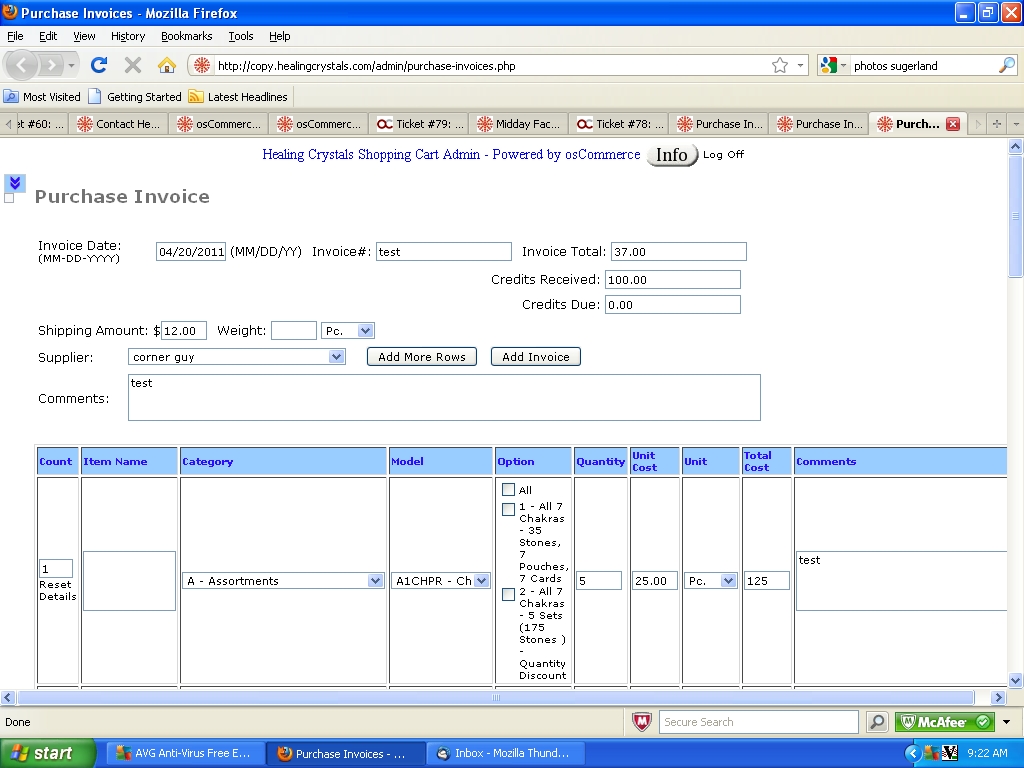 Purchase Invoices - Mozilla Firefox
File Edit View History Bookmarks Tools Help
http://copy.healingcrystals.com/admin/purchase-invoices.php photos sugerland
Most Visited Getting Started Latest Headlines
et #60: ... Contact He... osCommerc... osCommerc... Ticket #79: ... Midday Fac... Ticket #78: ... Purchase In... Purchase In... Purch...
Healing Crystals Shopping Cart Admin - Powered by osCommerce Info Log Off
Purchase Invoice
Invoice Date: 04/20/2011 (MM/DD/YY) Invoice#: test Invoice Total: 37.00
(MM-DD-YYYY)
Credits Received: 100.00
Credits Due: 0.00
Shipping Amount: $ 12.00 Weight: Pc.
Supplier: corner guy Add More Rows Add Invoice
Comments: test
Count Item Name Category Model Option Quantity Unit Cost Unit Total Cost Comments
1
Reset
Details
A - Assortments
A1CHPR - Ch
All
1 - All 7
Chakras
- 35
Stones,
7
Pouches,
7 Cards
2 - All 7
Chakras
- 5 Sets
(175
Stones )
-
Quantity
Discount
5
25.00
Pc.
125
test
Done McAfee Secure Search McAfee
start AVG Anti-Virus Free E... Purchase Invoices - ... Inbox - Mozilla Thund... 9:22 AM